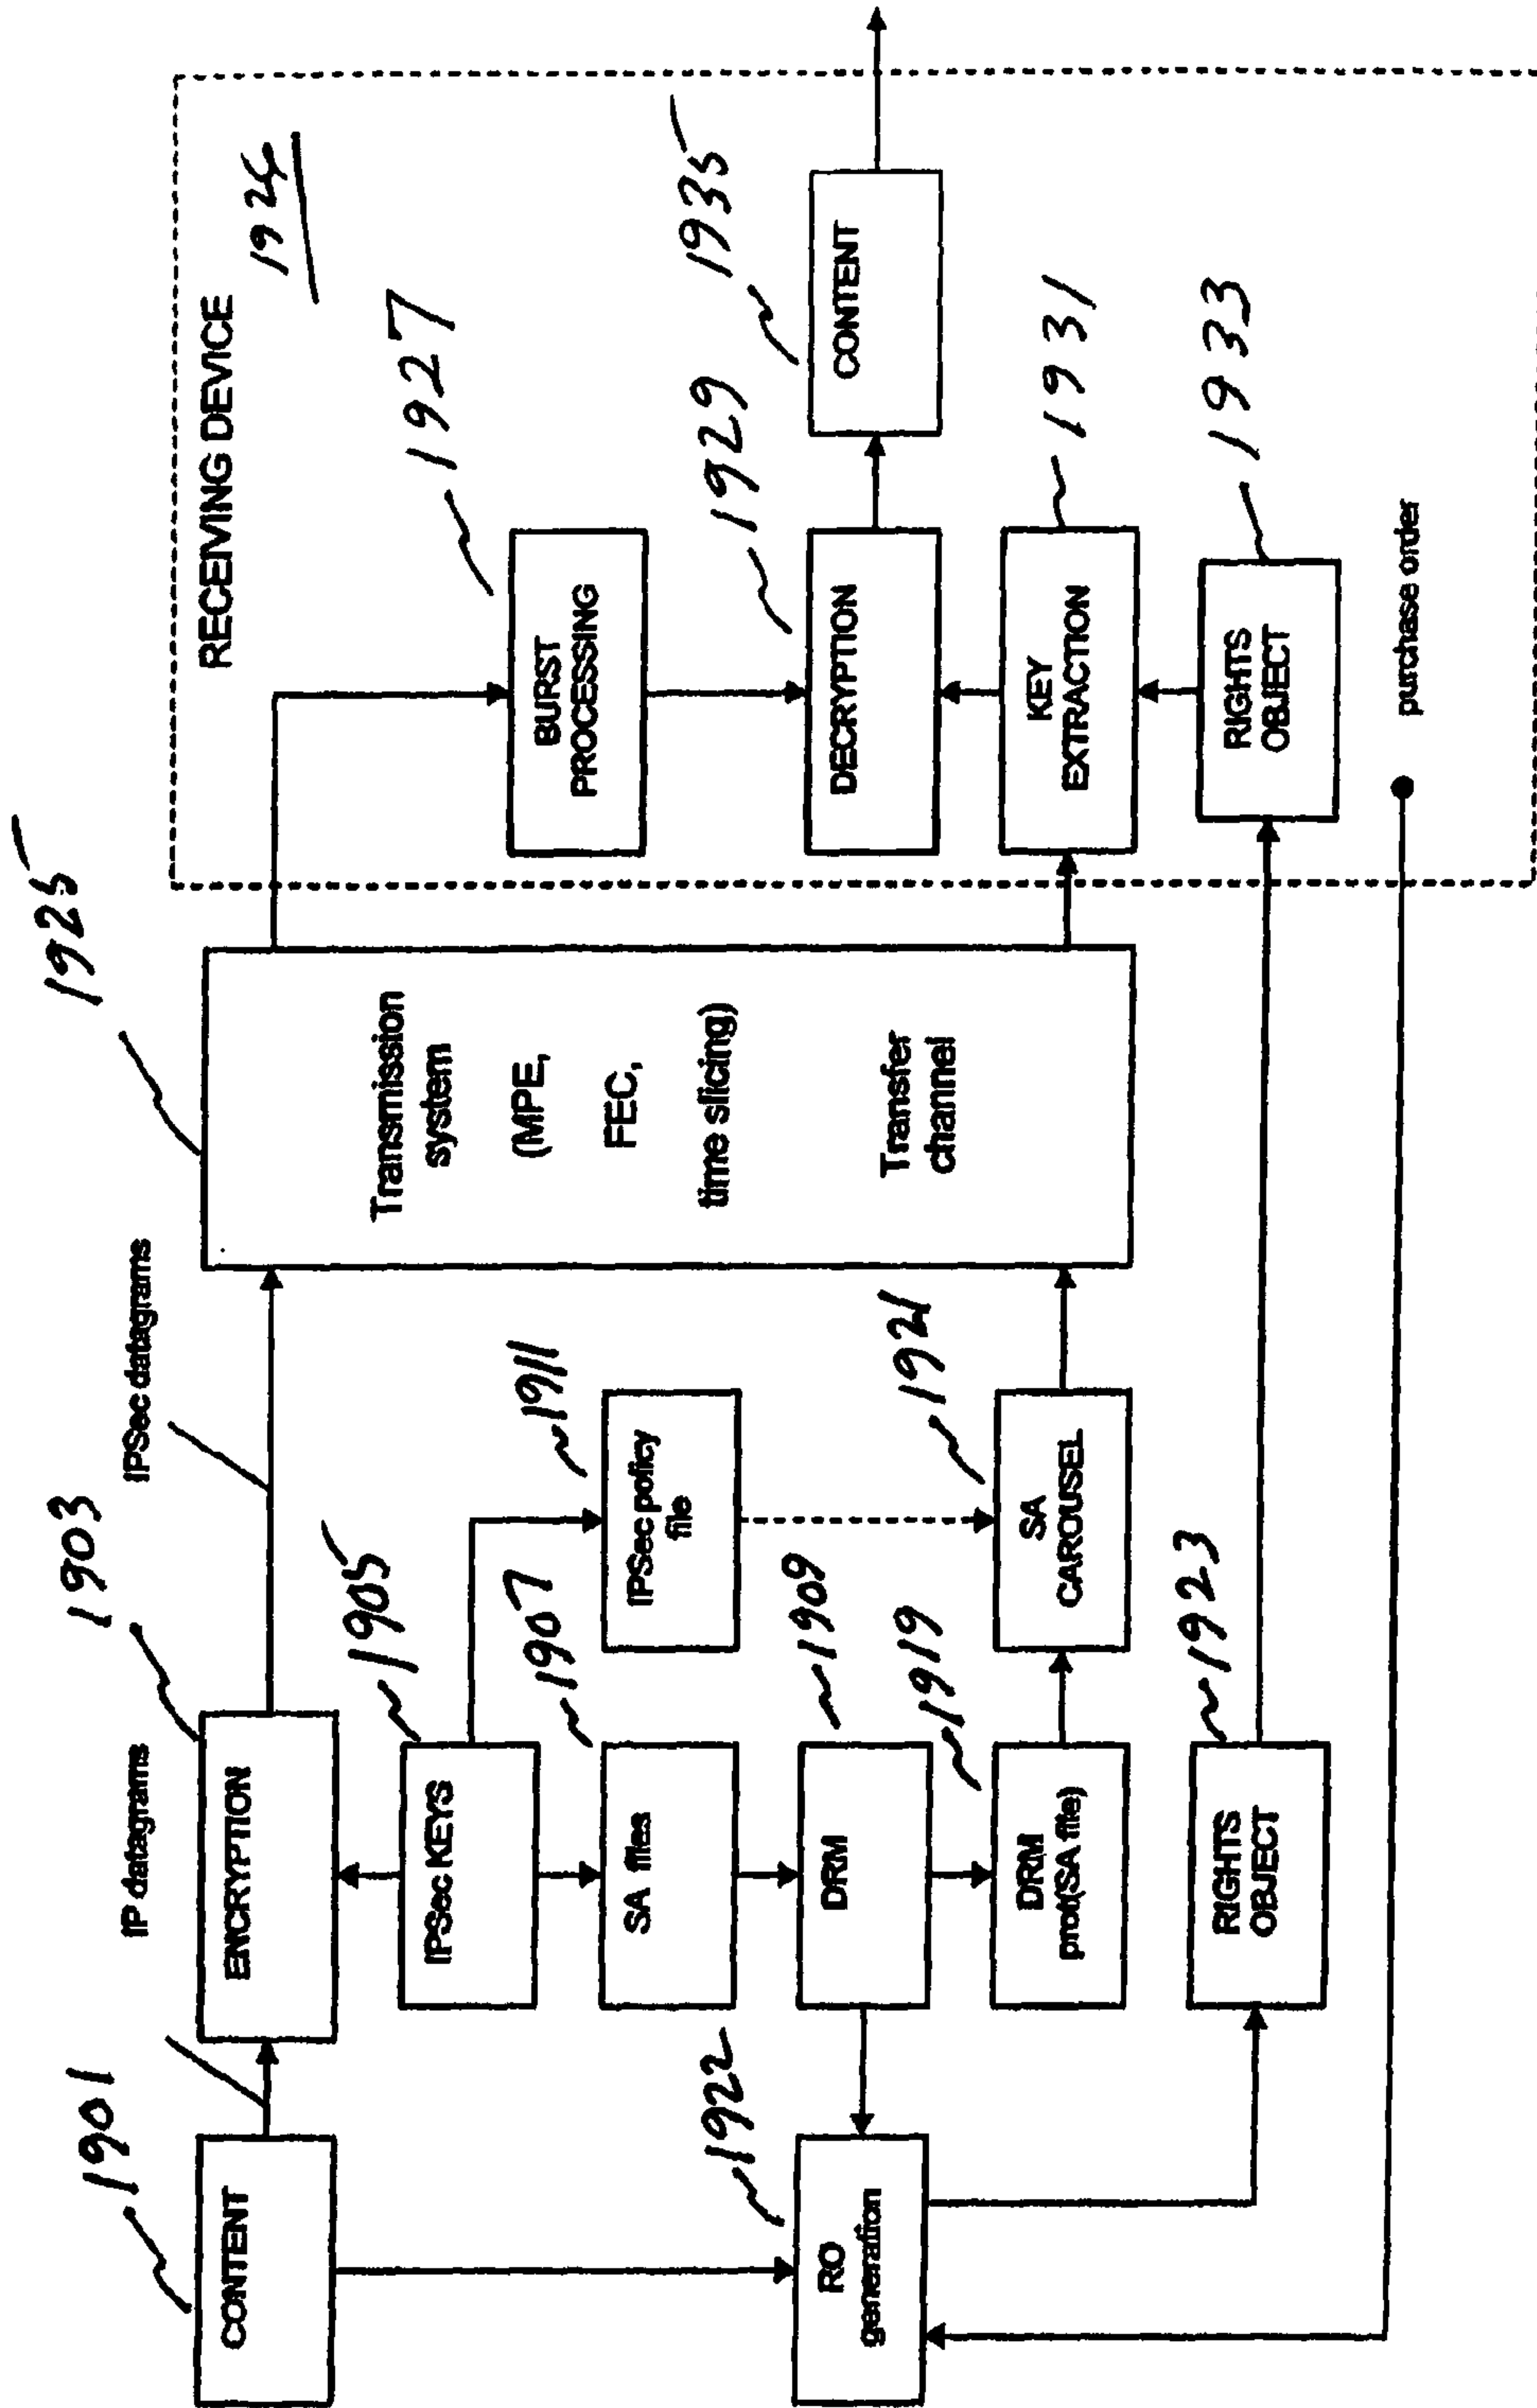 1901
CONTENT
IP datagrams
1903
ENCRYPTION
IPSec datagrams
1905
IPSec KEYS
1907
SA files
1911
IPSec policy
file
1909
DRM
1919
DRM
prot(SA file)
1921
SA
CAROUSEL
1922
RO
generation
1923
RIGHTS
OBJECT
1925
Transmission
system
(MPE,
FEC,
time slicing)
Transfer
channel
RECEIVING DEVICE
1927
BURST
PROCESSING
1929
DECRYPTION
1935
CONTENT
1931
KEY
EXTRACTION
1933
RIGHTS
OBJECT
purchase order